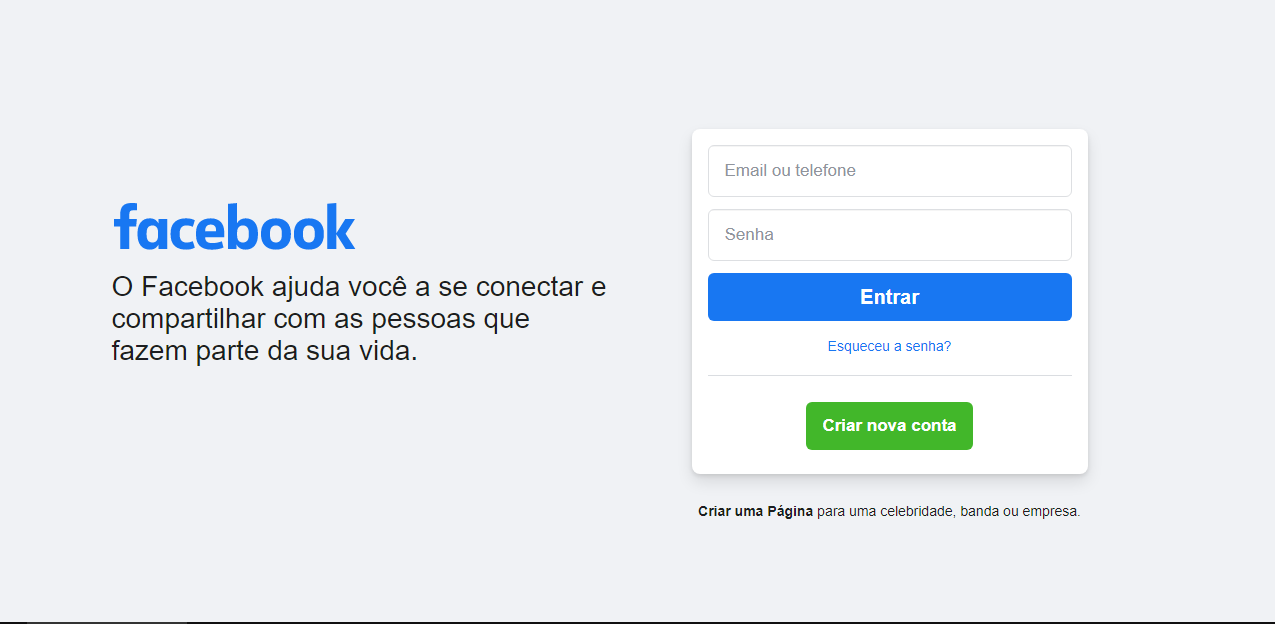 facebook
O Facebook ajuda você a se conectar e
compartilhar com as pessoas que
fazem parte da sua vida.
Email ou telefone
Senha
Entrar
Esqueceu a senha?
Criar nova conta
Criar uma Página para uma celebridade, banda ou empresa.